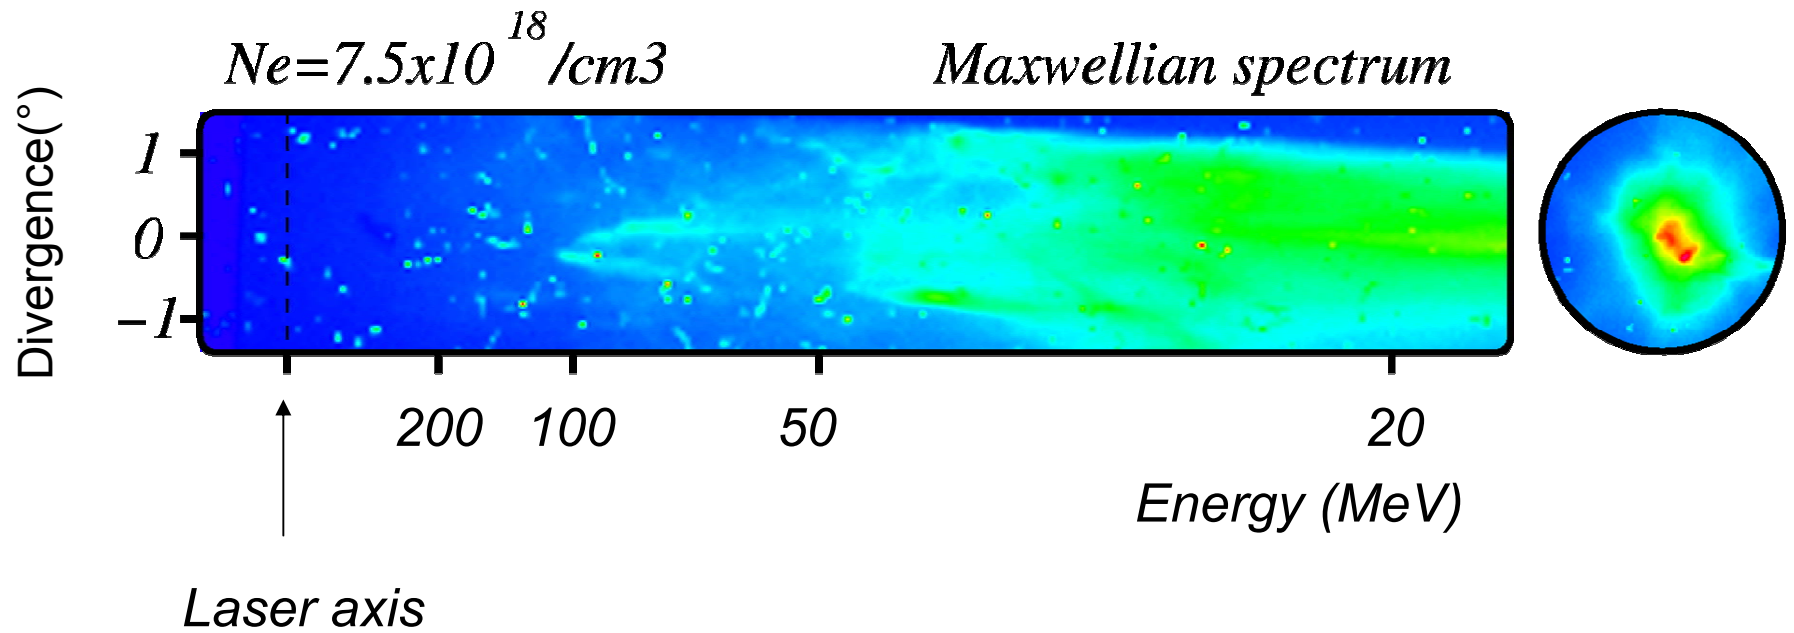 Ne=7.5x10^18/cm3
Maxwellian spectrum
Divergence(°)
1
0
−1
200 100 50 20
Energy (MeV)
Laser axis